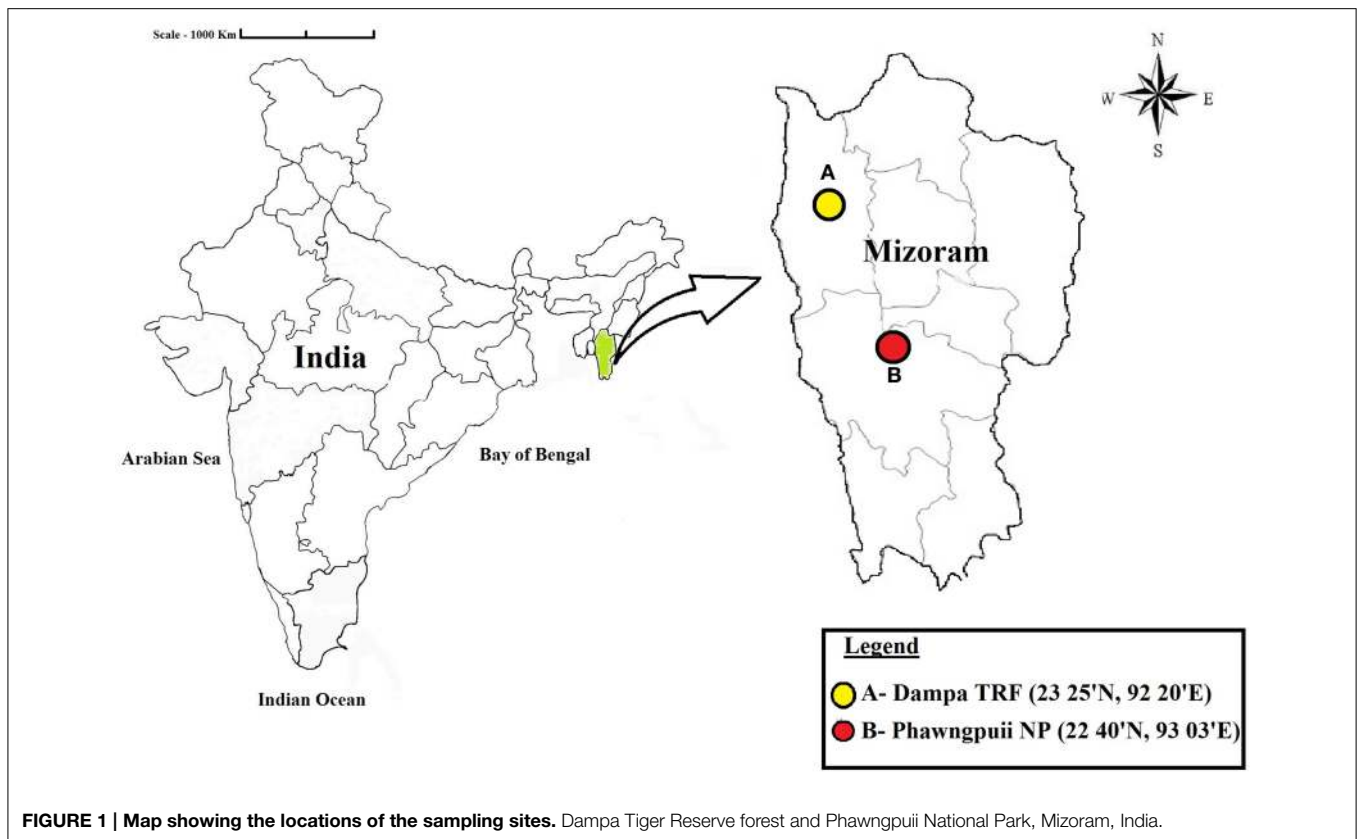 Scale - 1000 Km
N
W
E
S
A
Mizoram
India
B
Arabian Sea
Bay of Bengal
Indian Ocean
Legend
A- Dampa TRF (23 25'N, 92 20'E)
B- Phawngpuii NP (22 40'N, 93 03'E)
FIGURE 1 | Map showing the locations of the sampling sites. Dampa Tiger Reserve forest and Phawngpuii National Park, Mizoram, India.